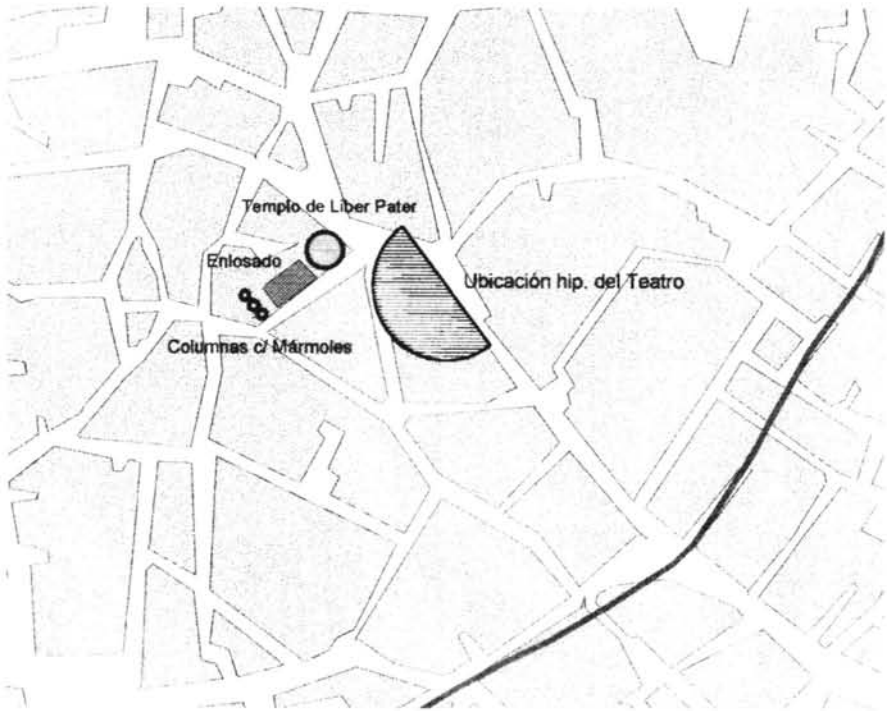 Templo de Liber Pater
Enlosado
Ubicación hip. del Teatro
Columnas c/ Mármoles